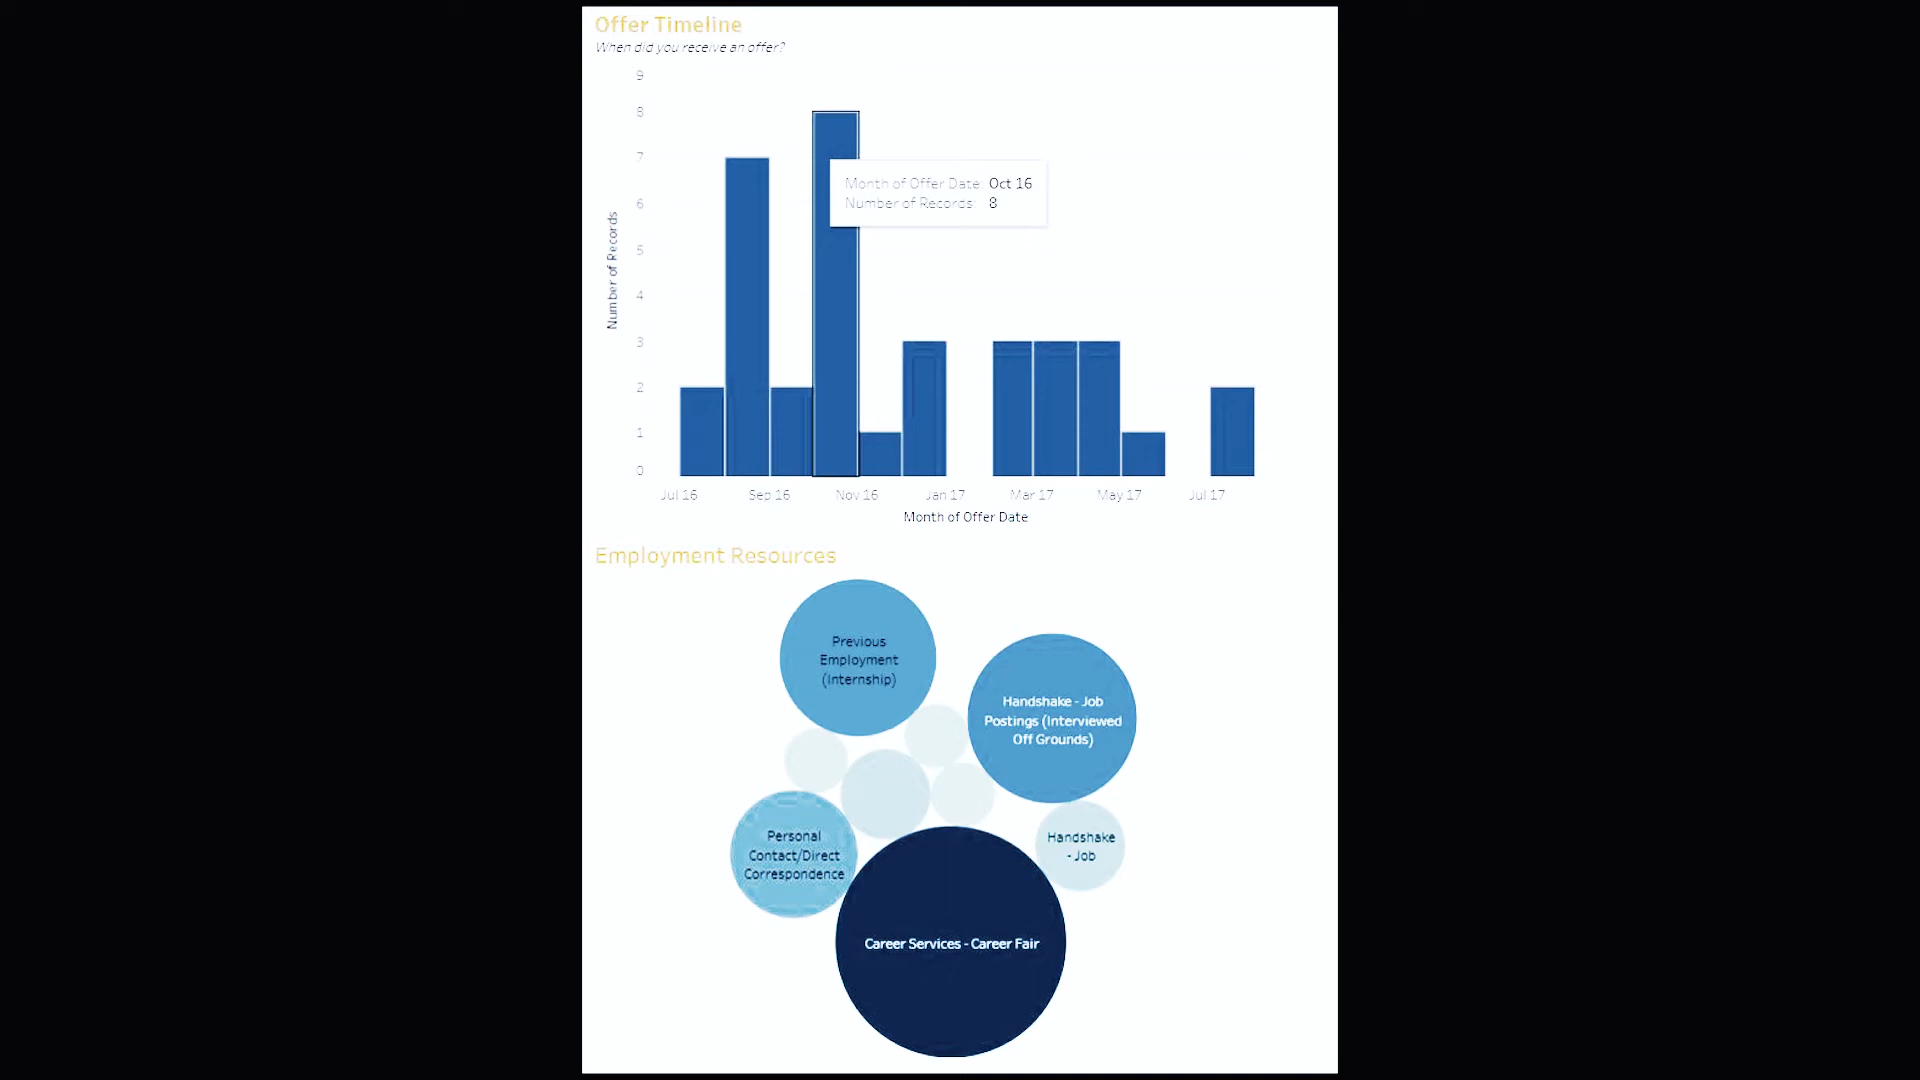 Offer Timeline
When did you receive an offer?
9
8
7
6
5
4
3
2
1
0
Number of Records
Month of Offer Date: Oct 16
Number of Records: 8
Jul 16 Sep 16 Nov 16 Jan 17 Mar 17 May 17 Jul 17
Month of Offer Date
Employment Resources
Previous
Employment
(Internship)
Handshake - Job
Postings (Interviewed
Off Grounds)
Personal
Contact/Direct
Correspondence
Handshake
- Job
Career Services - Career Fair